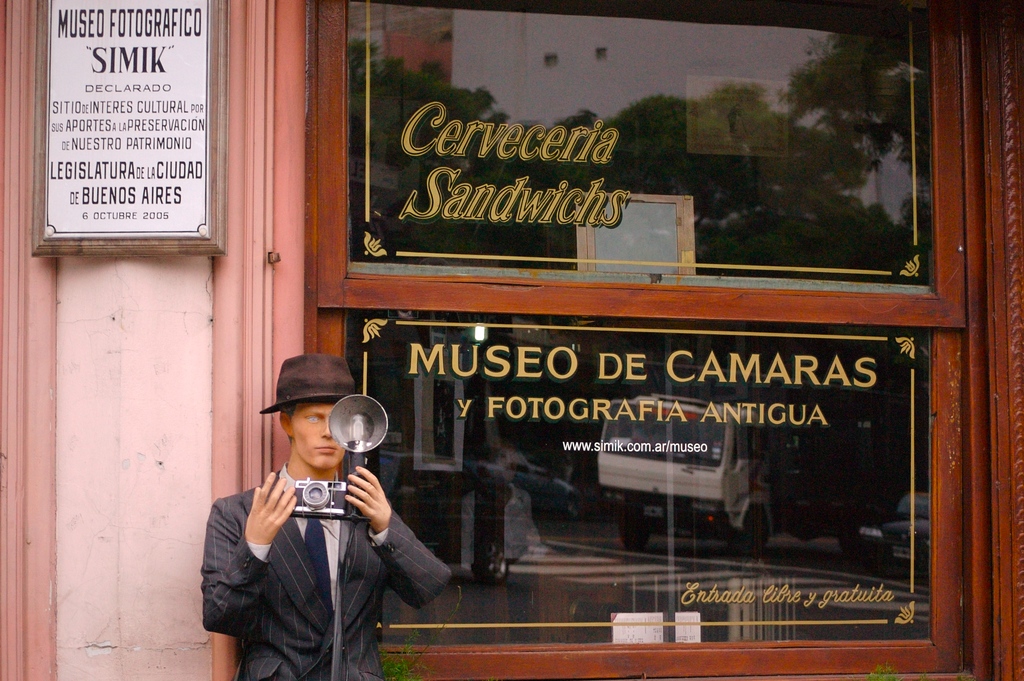 MUSEO FOTOGRAFICO
"SIMIK"
DECLARADO
SITIO DE INTERES CULTURAL POR
SUS APORTES A LA PRESERVACIÓN
DE NUESTRO PATRIMONIO
LEGISLATURA DE LA CIUDAD
DE BUENOS AIRES
6 OCTUBRE 2005
Cerveceria
Sandwichs
MUSEO DE CAMARAS
Y FOTOGRAFIA ANTIGUA
www.simik.com.ar/museo
Entrada libre y gratuita